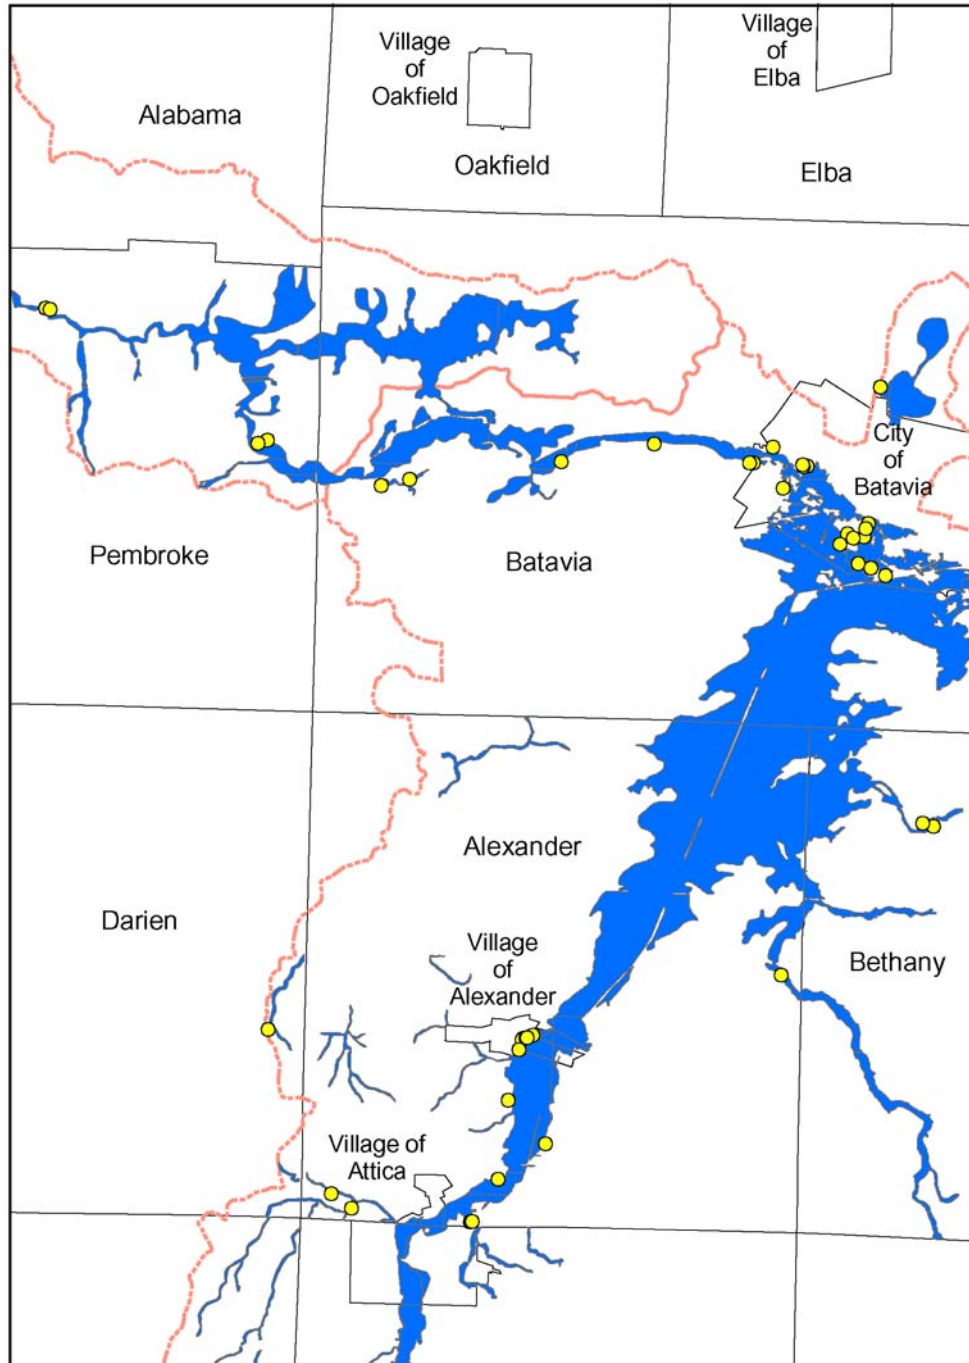 Village
of
Elba
Village
of
Oakfield
Alabama
Oakfield
Elba
City
of
Batavia
Pembroke
Batavia
Alexander
Darien
Village
of
Alexander
Bethany
Village of
Attica